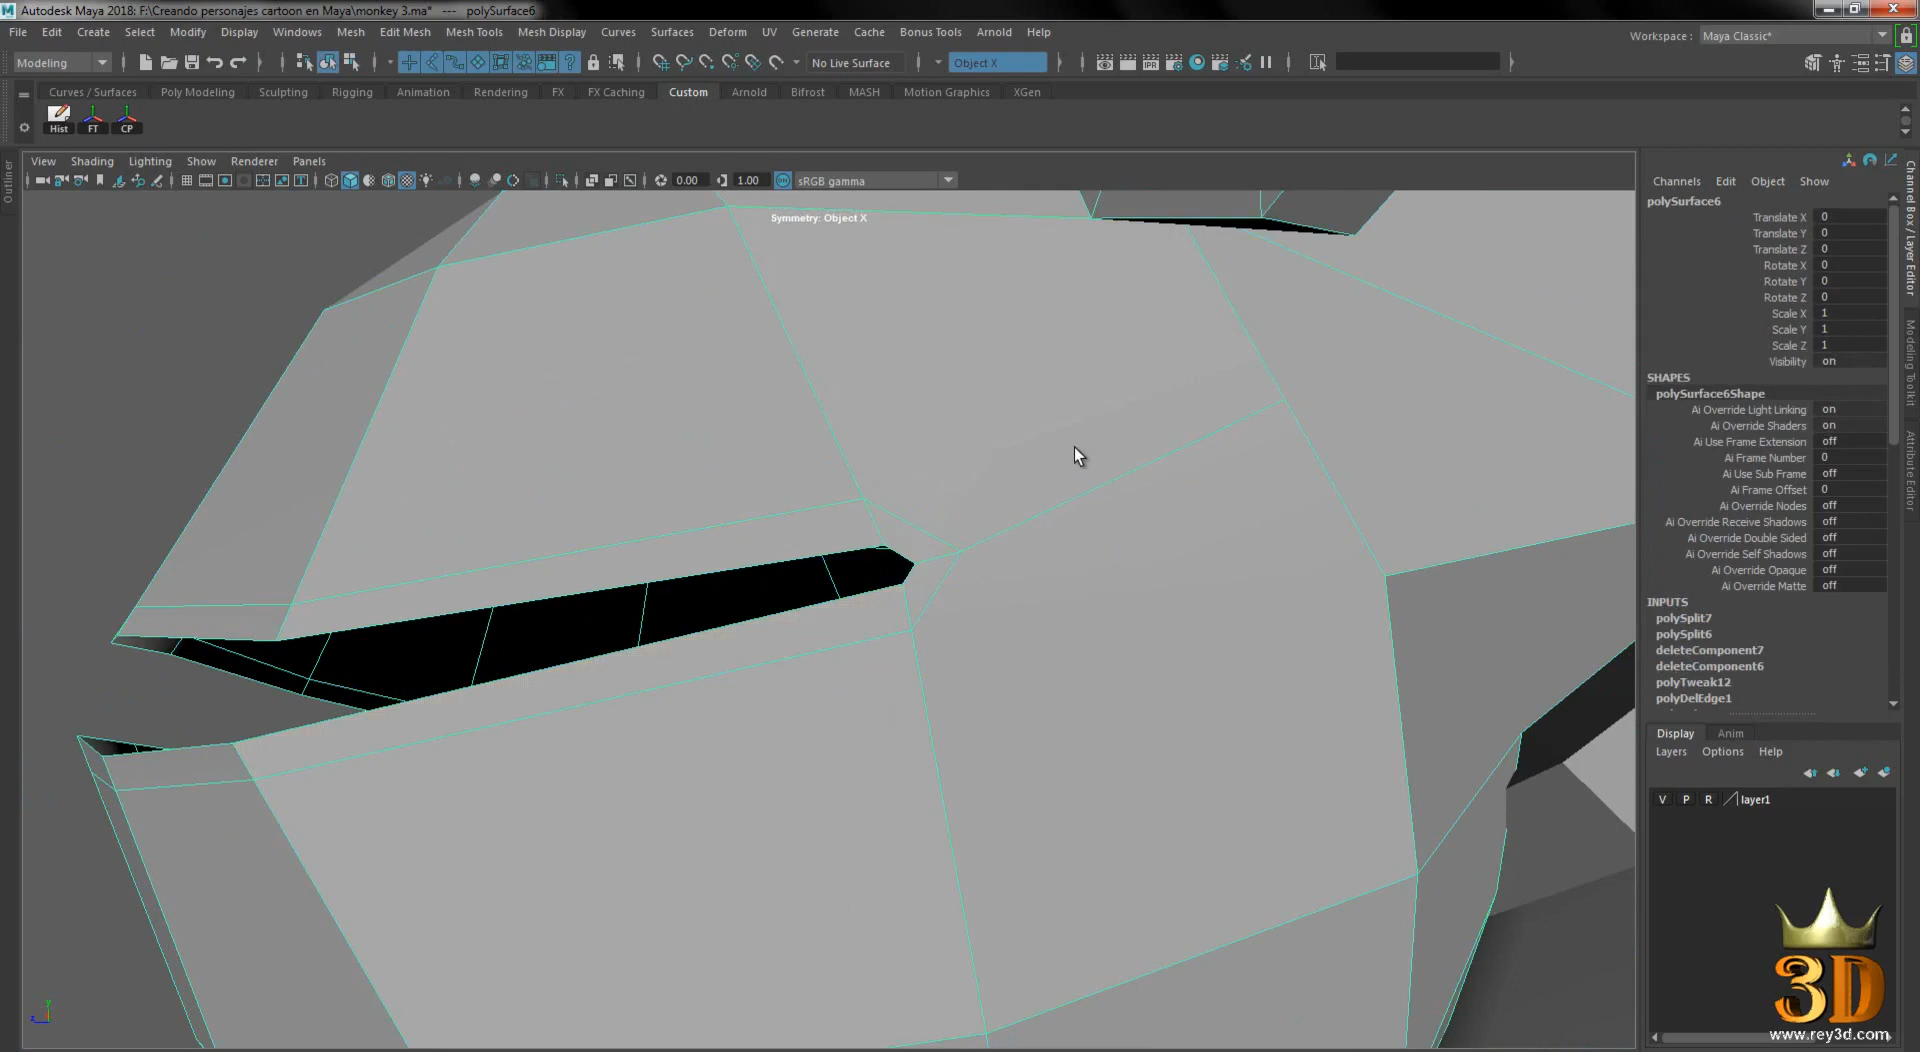 Autodesk Maya 2018: F:\Creando personajes cartoon en Maya\monkey 3.ma* --- polySurface6
File Edit Create Select Modify Display Windows Mesh Edit Mesh Mesh Tools Mesh Display Curves Surfaces Deform UV Generate Cache Bonus Tools Arnold Help
Workspace : Maya Classic*
Modeling No Live Surface Object X
Curves / Surfaces Poly Modeling Sculpting Rigging Animation Rendering FX FX Caching Custom Arnold Bifrost MASH Motion Graphics XGen
Hist FT CP
View Shading Lighting Show Renderer Panels
0.00 1.00 sRGB gamma
Symmetry: Object X
Outliner
Channels Edit Object Show
polySurface6
Translate X 0
Translate Y 0
Translate Z 0
Rotate X 0
Rotate Y 0
Rotate Z 0
Scale X 1
Scale Y 1
Scale Z 1
Visibility on
SHAPES
polySurface6Shape
Ai Override Light Linking on
Ai Override Shaders on
Ai Use Frame Extension off
Ai Frame Number 0
Ai Use Sub Frame off
Ai Frame Offset 0
Ai Override Nodes off
Ai Override Receive Shadows off
Ai Override Double Sided off
Ai Override Self Shadows off
Ai Override Opaque off
Ai Override Matte off
INPUTS
polySplit7
polySplit6
deleteComponent7
deleteComponent6
polyTweak12
polyDelEdge1
Display Anim
Layers Options Help
V P R layer1
Channel Box / Layer Editor
Modeling Toolkit
Attribute Editor
y
z
3D
www.rey3d.com